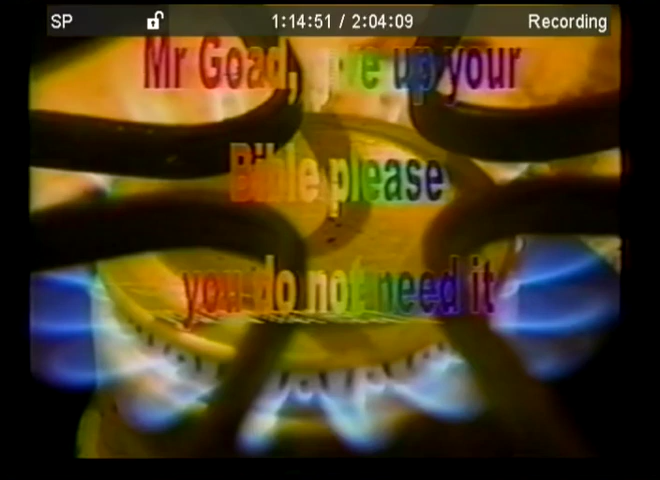 SP 1:14:51 / 2:04:09 Recording
Mr Goad, give up your
Bible please
you do not need it